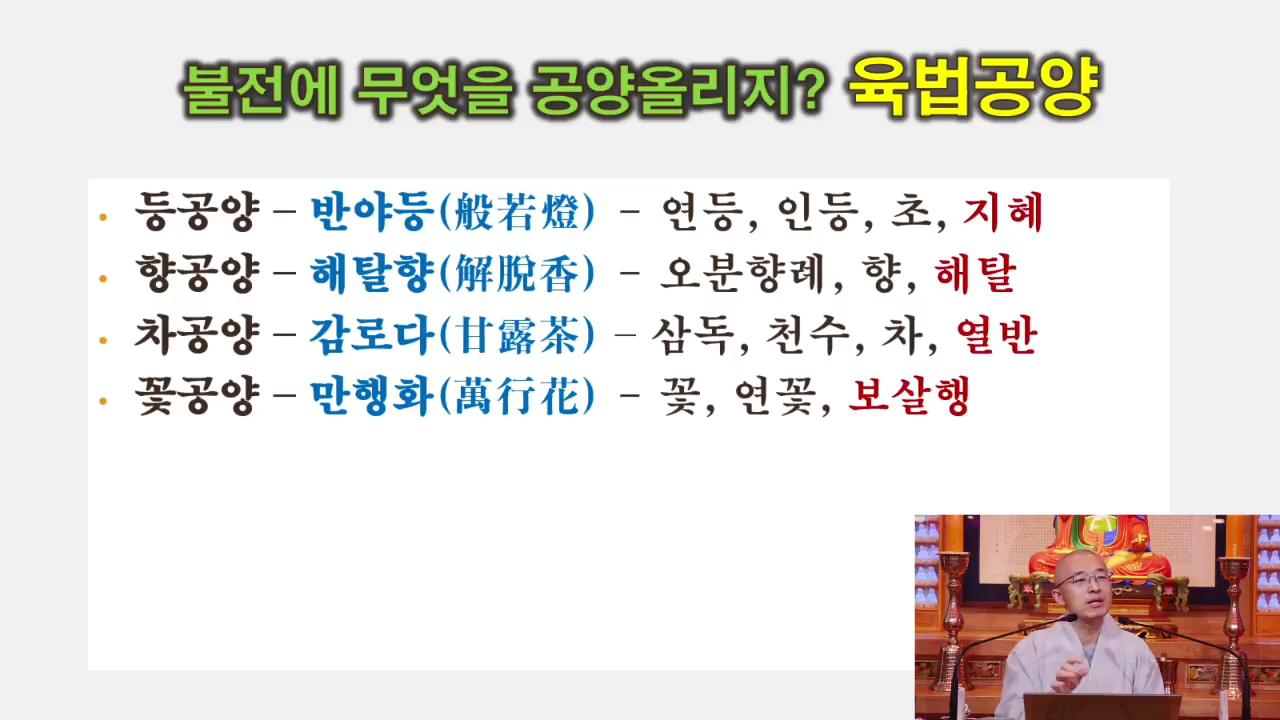 불전에 무엇을 공양올리지? 육법공양
• 등공양 – 반야등(般若燈) – 연등, 인등, 초, 지혜
• 향공양 – 해탈향(解脫香) – 오분향례, 향, 해탈
• 차공양 – 감로다(甘露茶) – 삼독, 천수, 차, 열반
• 꽃공양 – 만행화(萬行花) – 꽃, 연꽃, 보살행